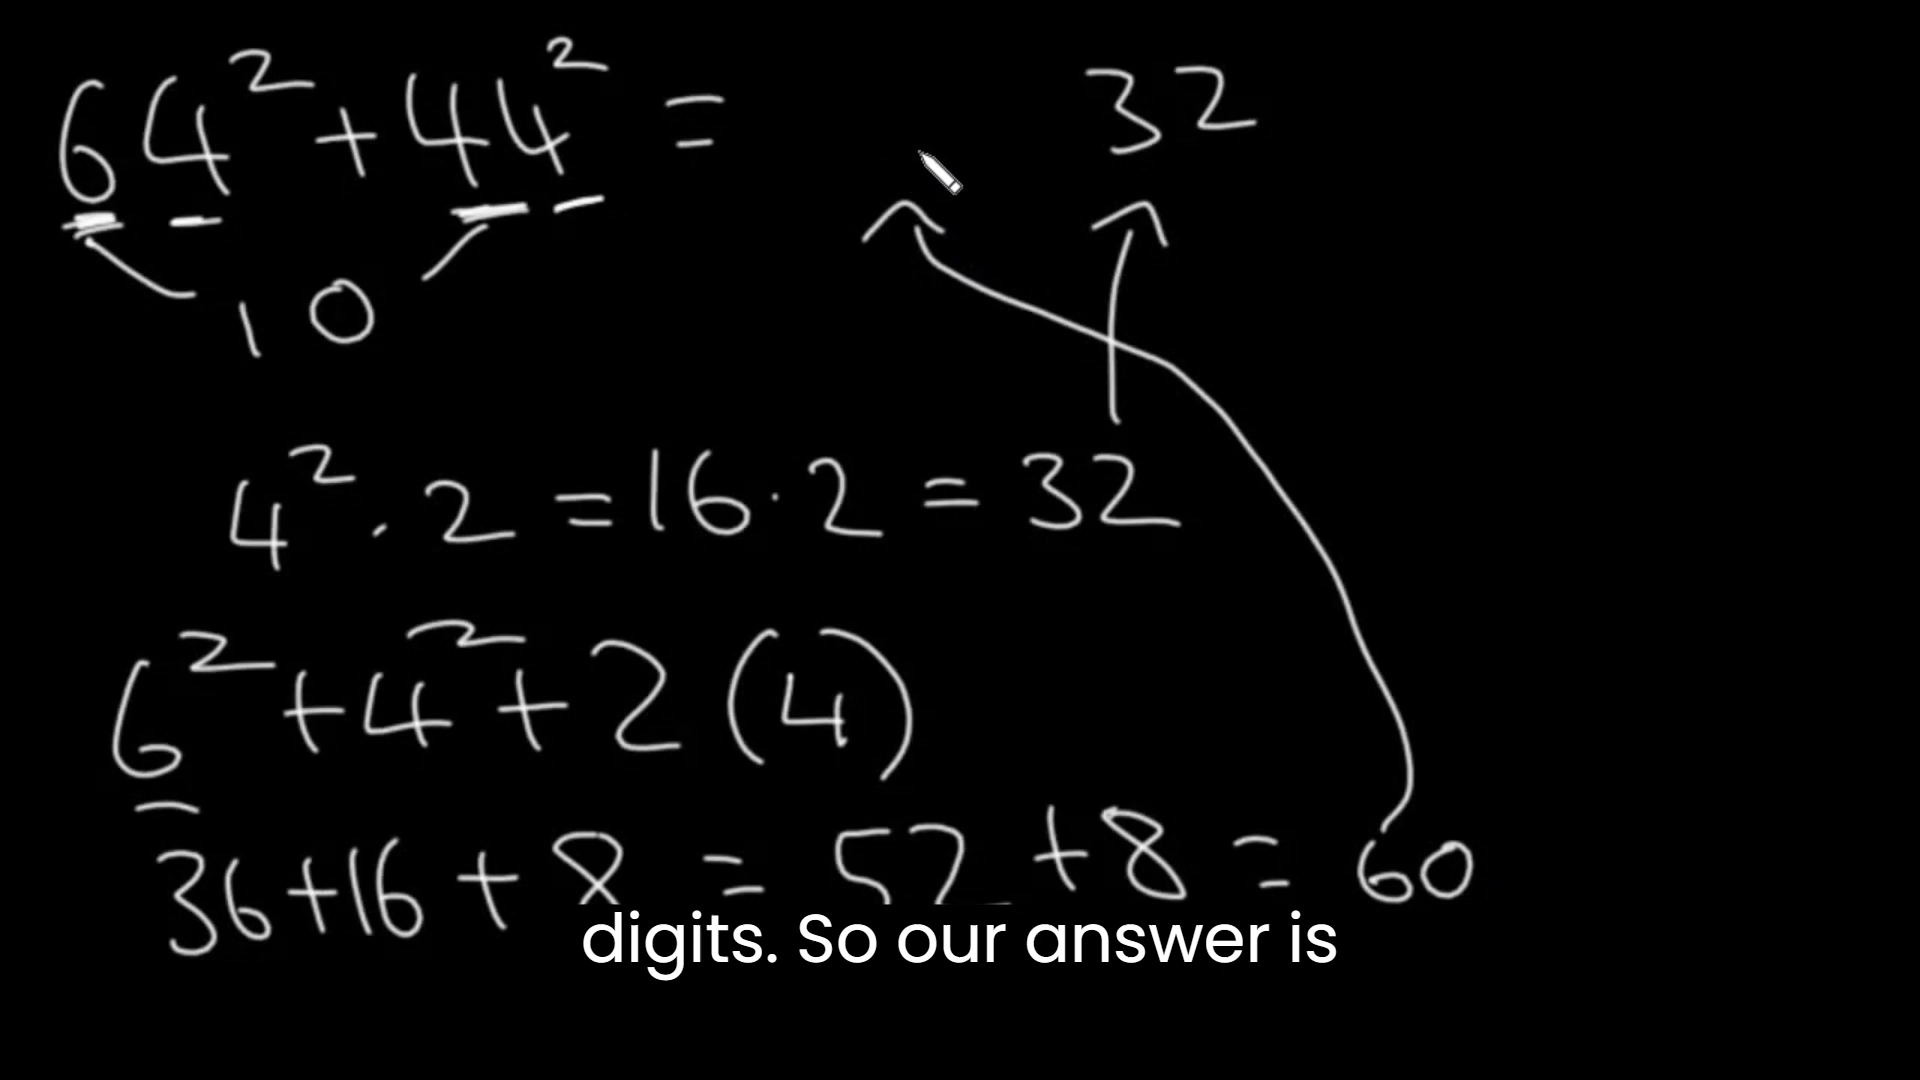 64² + 44² = 32
10
4² · 2 = 16 · 2 = 32
6² + 4² + 2 (4)
36 + 16 + 8 = 52 + 8 = 60
digits. So our answer is